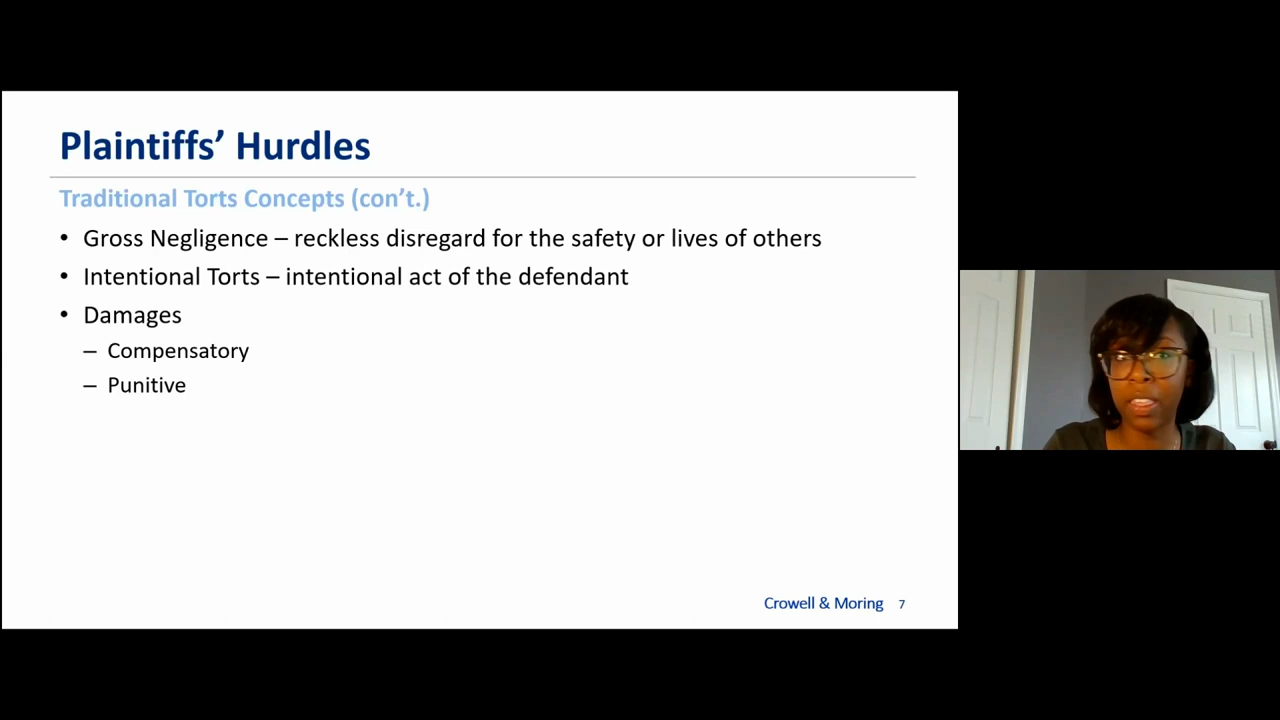 Plaintiffs’ Hurdles
Traditional Torts Concepts (con’t.)
• Gross Negligence – reckless disregard for the safety or lives of others
• Intentional Torts – intentional act of the defendant
• Damages
– Compensatory
– Punitive
Crowell & Moring 7